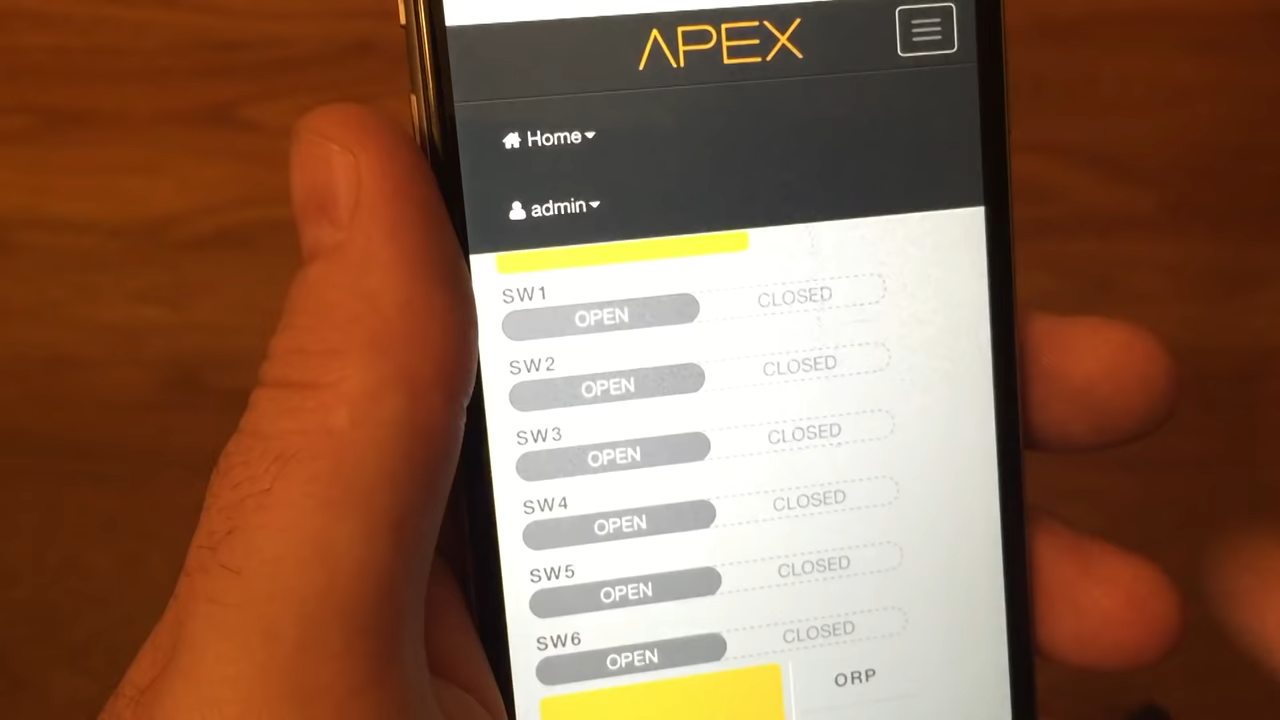 APEX
Home
admin
SW1
OPEN CLOSED
SW2
OPEN CLOSED
SW3
OPEN CLOSED
SW4
OPEN CLOSED
SW5
OPEN CLOSED
SW6
OPEN CLOSED
ORP